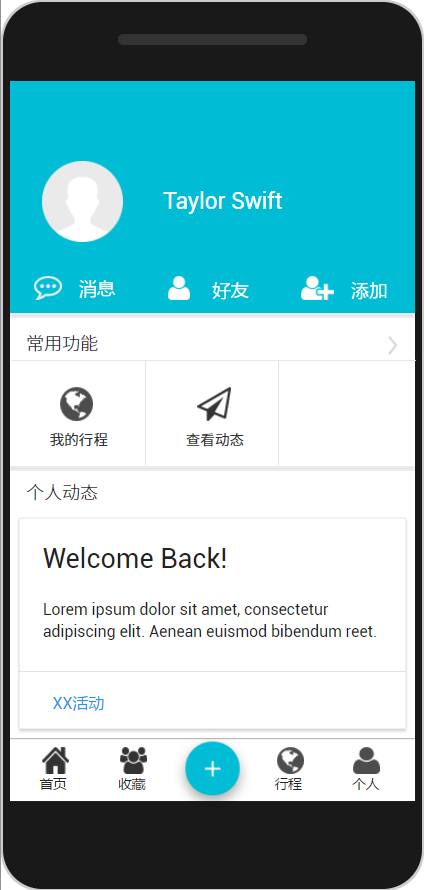 Taylor Swift
消息 好友 添加
常用功能
我的行程 查看动态
个人动态
Welcome Back!
Lorem ipsum dolor sit amet, consectetur
adipiscing elit. Aenean euismod bibendum reet.
XX活动
首页 收藏 行程 个人